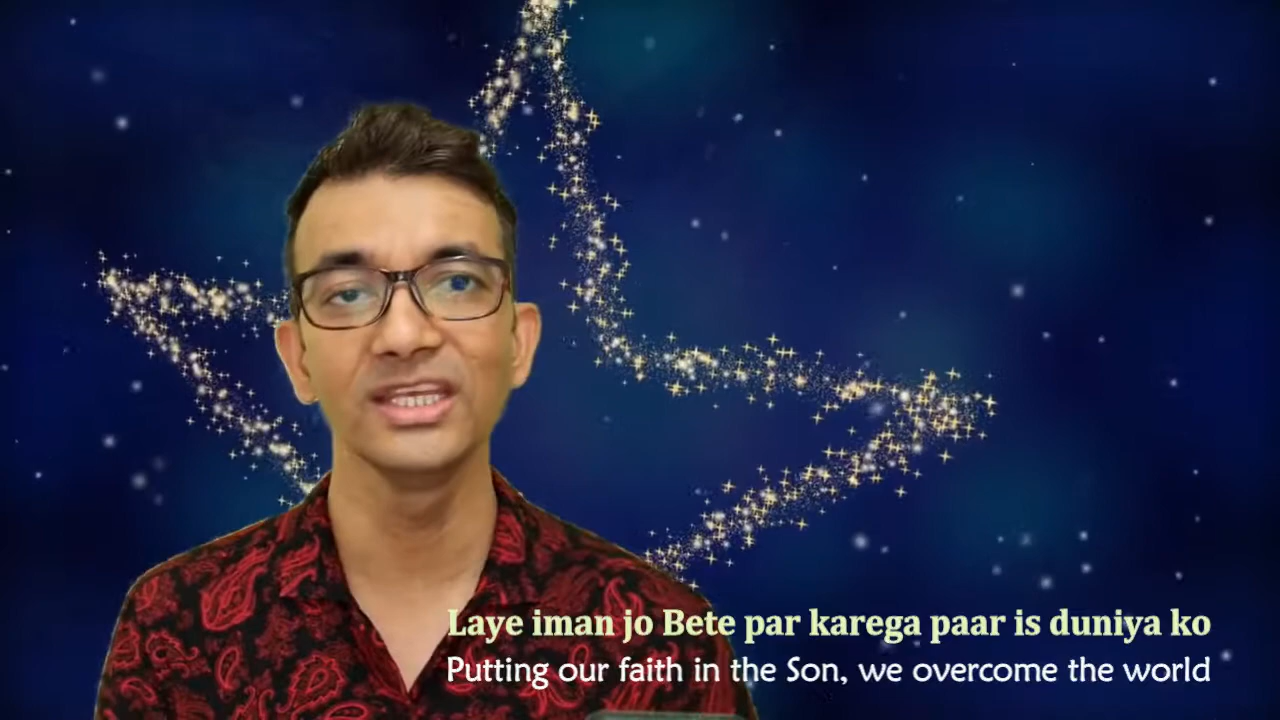 Laye iman jo Bete par karega paar is duniya ko
Putting our faith in the Son, we overcome the world